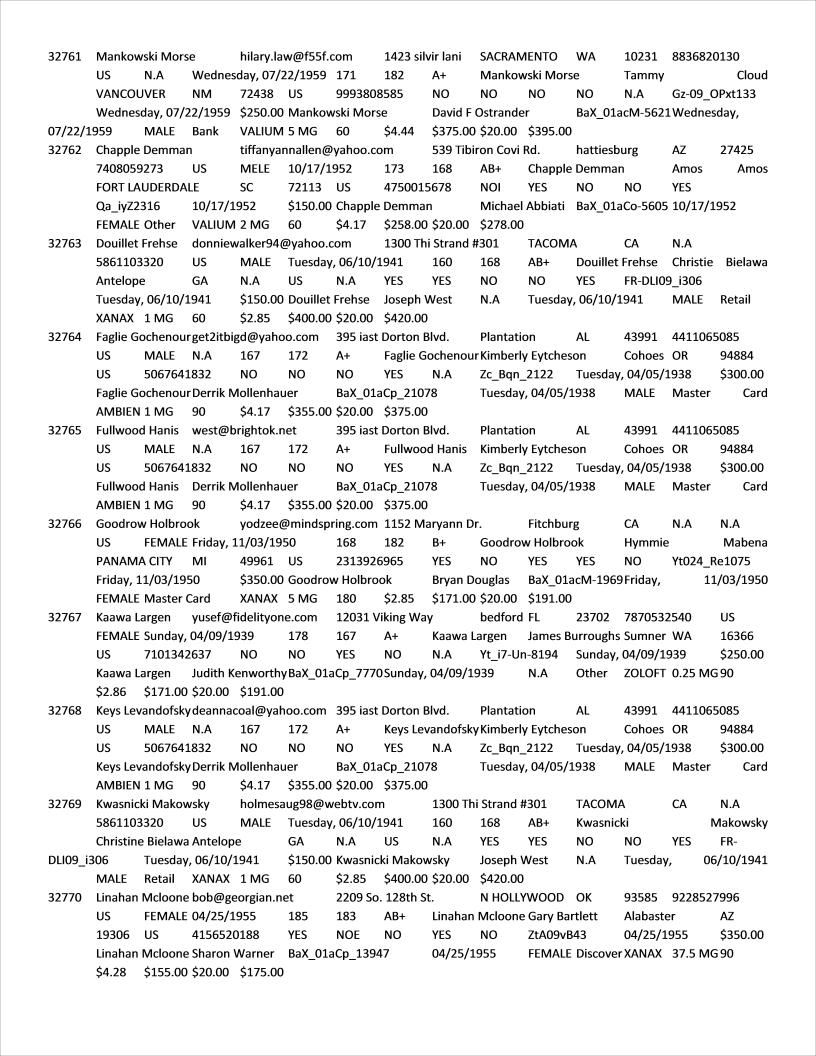 32761 Mankowski Morse hilary.law@f55f.com 1423 silvir lani SACRAMENTO WA 10231 8836820130
US N.A Wednesday, 07/22/1959 171 182 A+ Mankowski Morse Tammy Cloud
VANCOUVER NM 72438 US 9993808585 NO NO NO NO N.A Gz-09_OPxt133
Wednesday, 07/22/1959 $250.00 Mankowski Morse David F Ostrander BaX_01acM-5621 Wednesday,
07/22/1959 MALE Bank VALIUM 5 MG 60 $4.44 $375.00 $20.00 $395.00
32762 Chapple Demman tiffanyannallen@yahoo.com 539 Tibiron Covi Rd. hattiesburg AZ 27425
7408059273 US MELE 10/17/1952 173 168 AB+ Chapple Demman Amos Amos
FORT LAUDERDALE SC 72113 US 4750015678 NOI YES NO NO YES
Qa_iyZ2316 10/17/1952 $150.00 Chapple Demman Michael Abbiati BaX_01aCo-5605 10/17/1952
FEMALE Other VALIUM 2 MG 60 $4.17 $258.00 $20.00 $278.00
32763 Douillet Frehse donniewalker94@yahoo.com 1300 Thi Strand #301 TACOMA CA N.A
5861103320 US MALE Tuesday, 06/10/1941 160 168 AB+ Douillet Frehse Christie Bielawa
Antelope GA N.A US N.A YES YES NO NO YES FR-DLI09_i306
Tuesday, 06/10/1941 $150.00 Douillet Frehse Joseph West N.A Tuesday, 06/10/1941 MALE Retail
XANAX 1 MG 60 $2.85 $400.00 $20.00 $420.00
32764 Faglie Gochenour get2itbigd@yahoo.com 395 iast Dorton Blvd. Plantation AL 43991 4411065085
US MALE N.A 167 172 A+ Faglie Gochenour Kimberly Eytcheson Cohoes OR 94884
US 5067641832 NO NO NO YES N.A Zc_Bqn_2122 Tuesday, 04/05/1938 $300.00
Faglie Gochenour Derrik Mollenhauer BaX_01aCp_21078 Tuesday, 04/05/1938 MALE Master Card
AMBIEN 1 MG 90 $4.17 $355.00 $20.00 $375.00
32765 Fullwood Hanis west@brightok.net 395 iast Dorton Blvd. Plantation AL 43991 4411065085
US MALE N.A 167 172 A+ Fullwood Hanis Kimberly Eytcheson Cohoes OR 94884
US 5067641832 NO NO NO YES N.A Zc_Bqn_2122 Tuesday, 04/05/1938 $300.00
Fullwood Hanis Derrik Mollenhauer BaX_01aCp_21078 Tuesday, 04/05/1938 MALE Master Card
AMBIEN 1 MG 90 $4.17 $355.00 $20.00 $375.00
32766 Goodrow Holbrook yodzee@mindspring.com 1152 Maryann Dr. Fitchburg CA N.A N.A
US FEMALE Friday, 11/03/1950 168 182 B+ Goodrow Holbrook Hymmie Mabena
PANAMA CITY MI 49961 US 2313926965 YES NO YES YES NO Yt024_Re1075
Friday, 11/03/1950 $350.00 Goodrow Holbrook Bryan Douglas BaX_01acM-1969 Friday, 11/03/1950
FEMALE Master Card XANAX 5 MG 180 $2.85 $171.00 $20.00 $191.00
32767 Kaawa Largen yusef@fidelityone.com 12031 Viking Way bedford FL 23702 7870532540 US
FEMALE Sunday, 04/09/1939 178 167 A+ Kaawa Largen James Burroughs Sumner WA 16366
US 7101342637 NO NO YES NO N.A Yt_i7-Un-8194 Sunday, 04/09/1939 $250.00
Kaawa Largen Judith Kenworthy BaX_01aCp_7770 Sunday, 04/09/1939 N.A Other ZOLOFT 0.25 MG 90
$2.86 $171.00 $20.00 $191.00
32768 Keys Levandofsky deannacoal@yahoo.com 395 iast Dorton Blvd. Plantation AL 43991 4411065085
US MALE N.A 167 172 A+ Keys Levandofsky Kimberly Eytcheson Cohoes OR 94884
US 5067641832 NO NO NO YES N.A Zc_Bqn_2122 Tuesday, 04/05/1938 $300.00
Keys Levandofsky Derrik Mollenhauer BaX_01aCp_21078 Tuesday, 04/05/1938 MALE Master Card
AMBIEN 1 MG 90 $4.17 $355.00 $20.00 $375.00
32769 Kwasnicki Makowsky holmesaug98@webtv.com 1300 Thi Strand #301 TACOMA CA N.A
5861103320 US MALE Tuesday, 06/10/1941 160 168 AB+ Kwasnicki Makowsky
Christine Bielawa Antelope GA N.A US N.A YES YES NO NO YES FR-
DLI09_i306 Tuesday, 06/10/1941 $150.00 Kwasnicki Makowsky Joseph West N.A Tuesday, 06/10/1941
MALE Retail XANAX 1 MG 60 $2.85 $400.00 $20.00 $420.00
32770 Linahan Mcloone bob@georgian.net 2209 So. 128th St. N HOLLYWOOD OK 93585 9228527996
US FEMALE 04/25/1955 185 183 AB+ Linahan Mcloone Gary Bartlett Alabaster AZ
19306 US 4156520188 YES NOE NO YES NO ZtA09vB43 04/25/1955 $350.00
Linahan Mcloone Sharon Warner BaX_01aCp_13947 04/25/1955 FEMALE Discover XANAX 37.5 MG 90
$4.28 $155.00 $20.00 $175.00